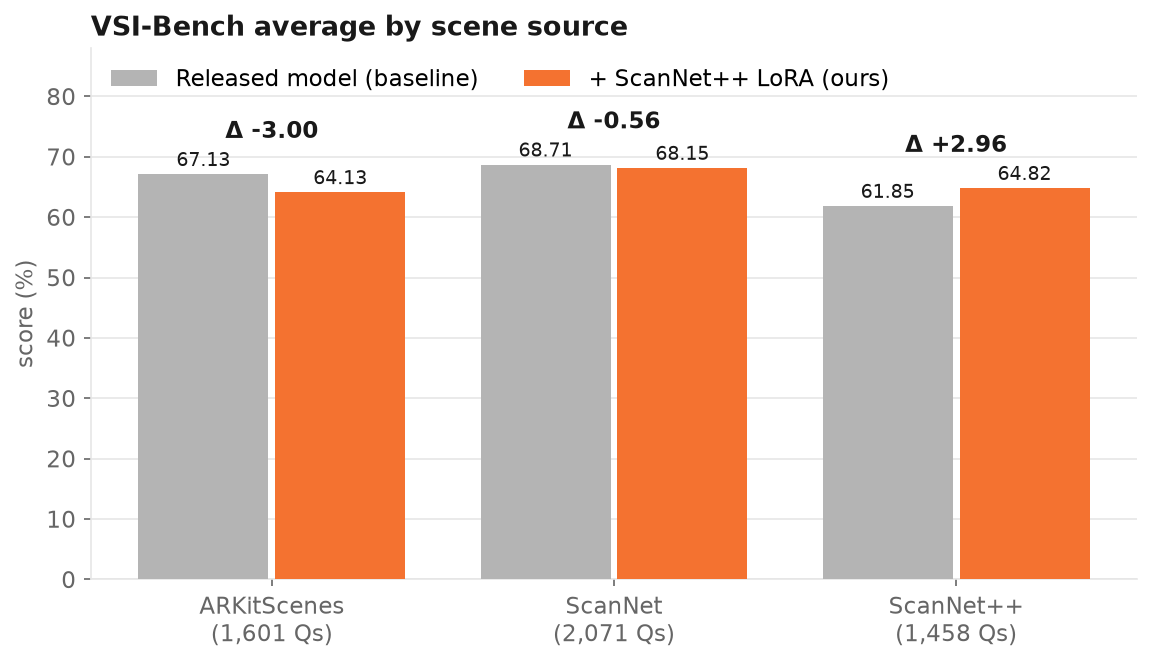 VSI-Bench average by scene source
Released model (baseline)
+ ScanNet++ LoRA (ours)
score (%)
80
70
60
50
40
30
20
10
0
Δ -3.00
67.13
64.13
Δ -0.56
68.71
68.15
Δ +2.96
61.85
64.82
ARKitScenes
(1,601 Qs)
ScanNet
(2,071 Qs)
ScanNet++
(1,458 Qs)